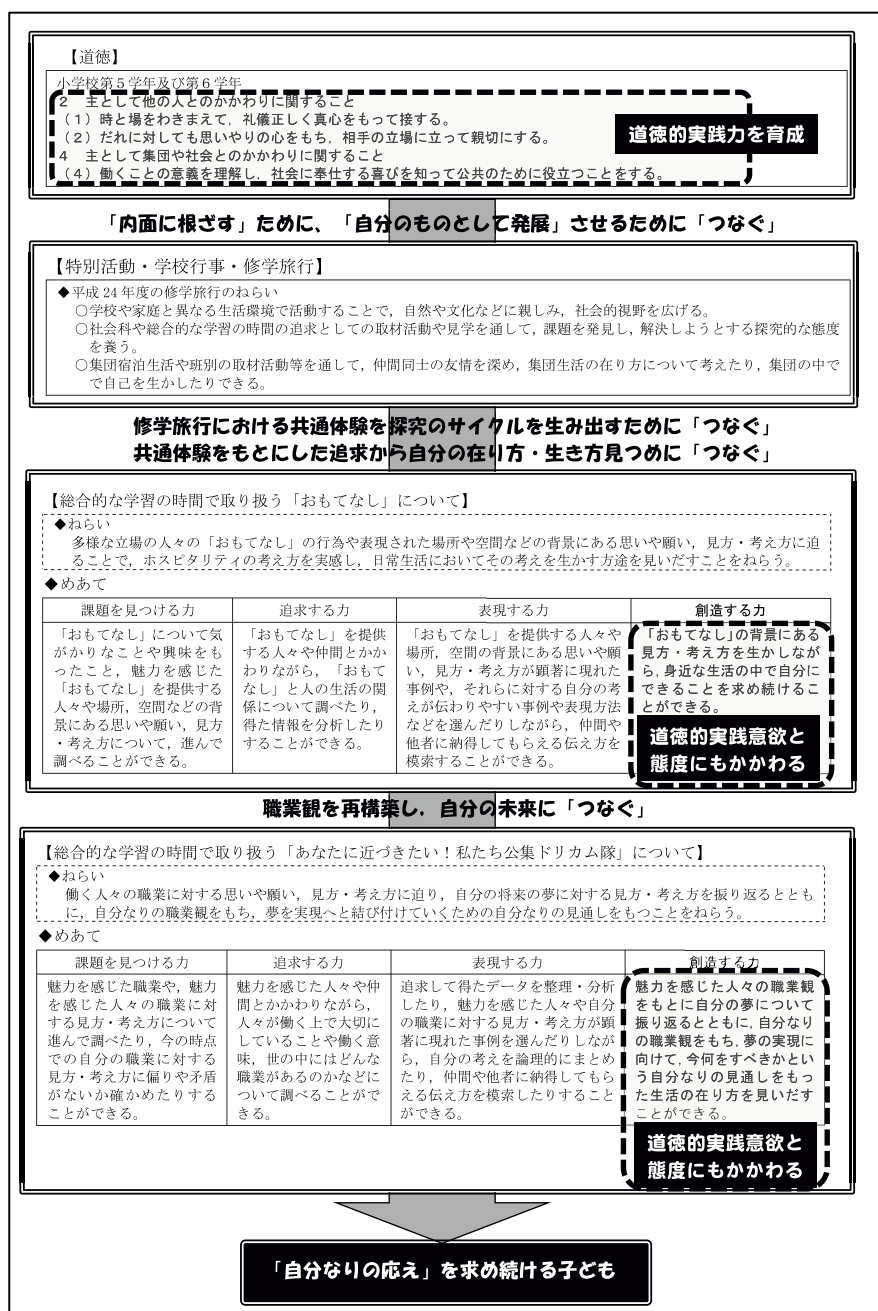 【道徳】
小学校第5学年及び第6学年
2　主として他の人とのかかわりに関すること
（1）時と場をわきまえて，礼儀正しく真心をもって接する。
（2）だれに対しても思いやりの心をもち，相手の立場に立って親切にする。
4　主として集団や社会とのかかわりに関すること
（4）働くことの意義を理解し，社会に奉仕する喜びを知って公共のために役立つことをする。
道徳的実践力を育成
「内面に根ざす」ために、「自分のものとして発展」させるために「つなぐ」
【特別活動・学校行事・修学旅行】
◆平成24年度の修学旅行のねらい
○学校や家庭と異なる生活環境で活動することで，自然や文化などに親しみ，社会的視野を広げる。
○社会科や総合的な学習の時間の追求としての取材活動や見学を通して，課題を発見し，解決しようとする探究的な態度
を養う。
○集団宿泊生活や班別の取材活動等を通して，仲間同士の友情を深め，集団生活の在り方について考えたり，集団の中で
で自己を生かしたりできる。
修学旅行における共通体験を探究のサイクルを生み出すために「つなぐ」
共通体験をもとにした追求から自分の在り方・生き方見つめに「つなぐ」
【総合的な学習の時間で取り扱う「おもてなし」について】
◆ねらい
多様な立場の人々の「おもてなし」の行為や表現された場所や空間などの背景にある思いや願い，見方・考え方に迫
ることで，ホスピタリティの考え方を実感し，日常生活においてその考えを生かす方途を見いだすことをねらう。
◆めあて
課題を見つける力
「おもてなし」について気
がかりなことや興味をも
ったこと，魅力を感じた
「おもてなし」を提供する
人々や場所，空間などの背
景にある思いや願い，見方
・考え方について，進んで
調べることができる。
追求する力
「おもてなし」を提供
する人々や仲間とかか
わりながら，「おもて
なし」と人の生活の関
係について調べたり，
得た情報を分析したり
することができる。
表現する力
「おもてなし」を提供する人々や
場所，空間の背景にある思いや願
い，見方・考え方が顕著に現れた
事例や，それらに対する自分の考
えが伝わりやすい事例や表現方法
などを選んだりしながら，仲間や
他者に納得してもらえる伝え方を
模索することができる。
創造する力
「おもてなし」の背景にある
見方・考え方を生かしなが
ら，身近な生活の中で自分に
できることを求め続けるこ
とができる。
道徳的実践意欲と
態度にもかかわる
職業観を再構築し，自分の未来に「つなぐ」
【総合的な学習の時間で取り扱う「あなたに近づきたい！私たち公集ドリカム隊」について】
◆ねらい
働く人々の職業に対する思いや願い，見方・考え方に迫り，自分の将来の夢に対する見方・考え方を振り返るととも
に，自分なりの職業観をもち，夢を実現へと結び付けていくための自分なりの見通しをもつことをねらう。
◆めあて
課題を見つける力
魅力を感じた職業や，魅力
を感じた人々の職業に対
する見方・考え方について
進んで調べたり，今の時点
での自分の職業に対する
見方・考え方に偏りや矛盾
がないか確かめたりする
ことができる。
追求する力
魅力を感じた人々や仲
間とかかわりながら，
人々が働く上で大切に
していることや働く意
味，世の中にはどんな
職業があるのかなどに
ついて調べることがで
きる。
表現する力
追求して得たデータを整理・分析
したり，魅力を感じた人々や自分
の職業に対する見方・考え方が顕
著に現れた事例を選んだりしなが
ら，自分の考えを論理的にまとめ
たり，仲間や他者に納得してもら
える伝え方を模索したりすること
ができる。
創造する力
魅力を感じた人々の職業観
をもとに自分の夢について
振り返るとともに，自分なり
の職業観をもち，夢の実現に
向けて，今何をすべきかとい
う自分なりの見通しをもっ
た生活の在り方を見いだす
ことができる。
道徳的実践意欲と
態度にもかかわる
「自分なりの応え」を求め続ける子ども